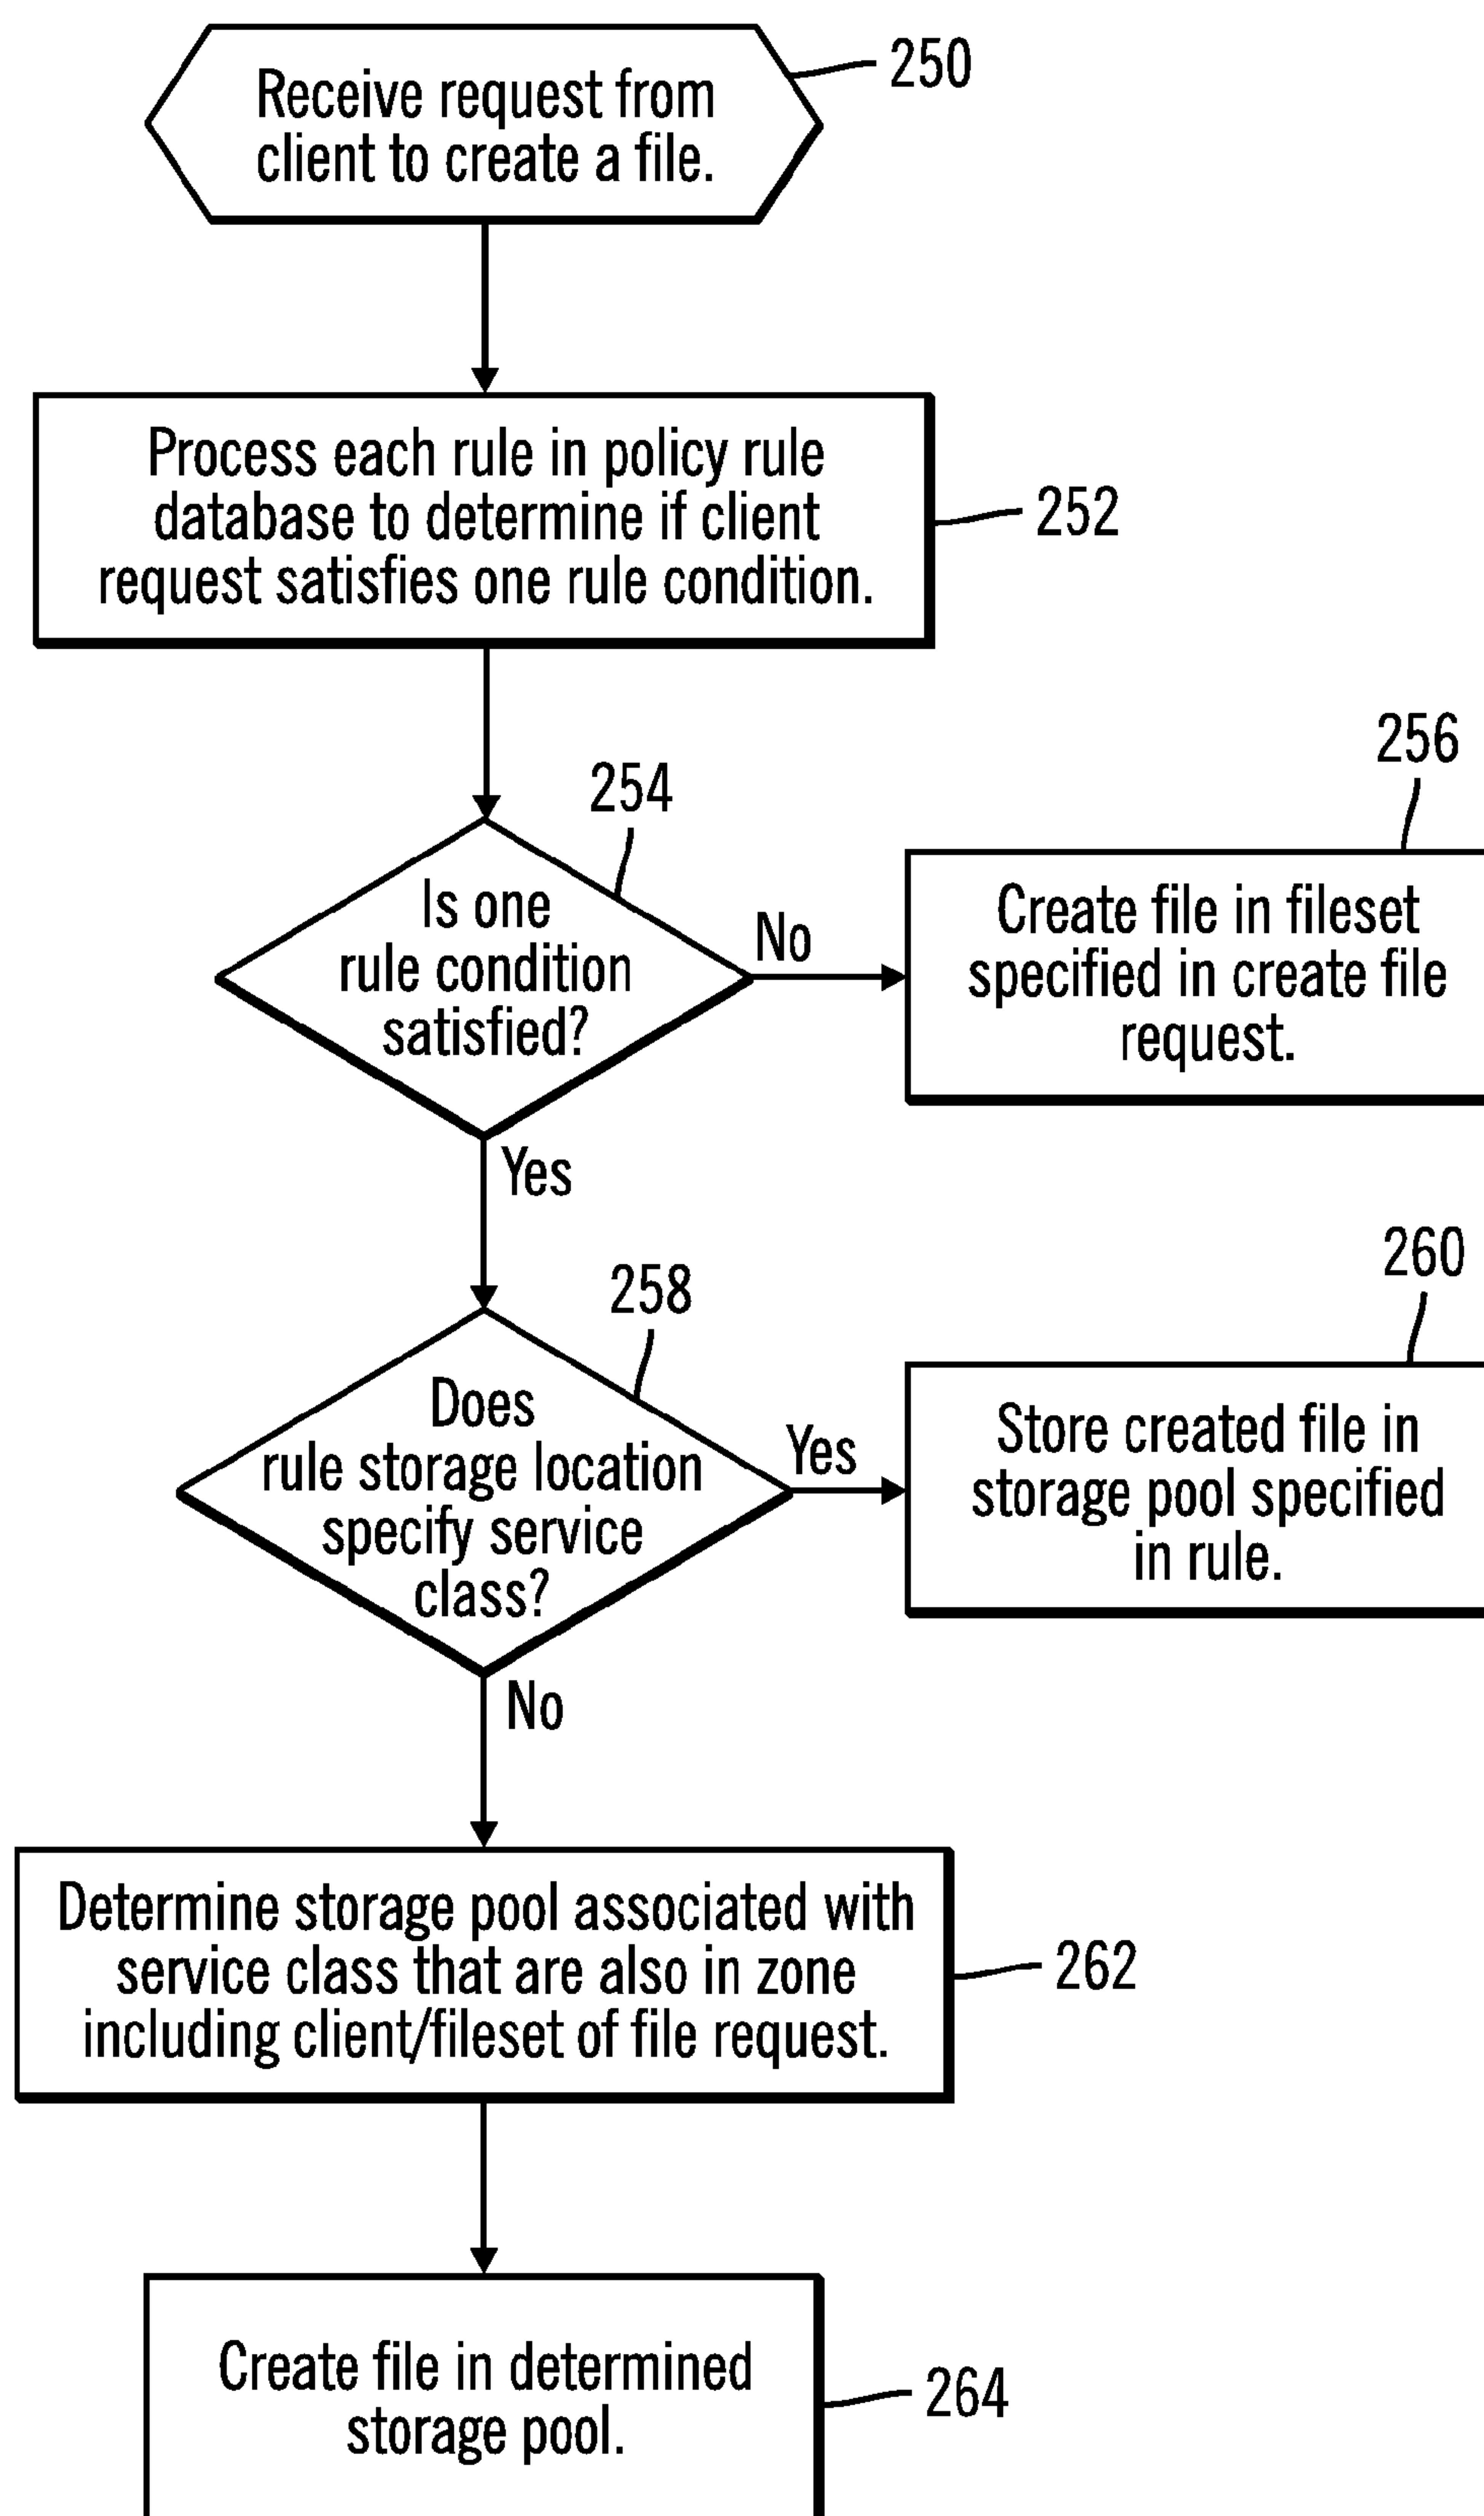 Receive request from
client to create a file.
250
Process each rule in policy rule
database to determine if client
request satisfies one rule condition.
252
254
Is one
rule condition
satisfied?
No
Yes
256
Create file in fileset
specified in create file
request.
258
Does
rule storage location
specify service
class?
Yes
No
260
Store created file in
storage pool specified
in rule.
Determine storage pool associated with
service class that are also in zone
including client/fileset of file request.
262
Create file in determined
storage pool.
264